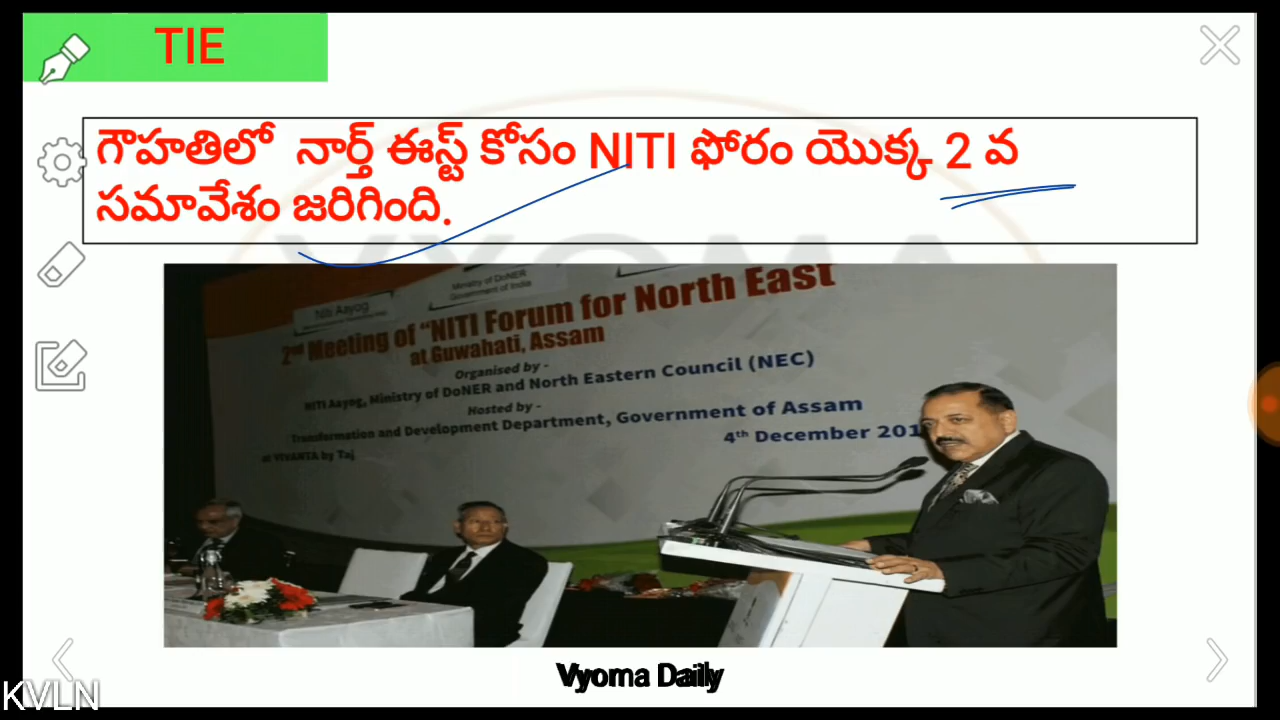 TIE
గౌహతిలో నార్త్ ఈస్ట్ కోసం NITI ఫోరం యొక్క 2 వ
సమావేశం జరిగింది.
Niti Aayog
Ministry of DoNER
Government of India
2nd Meeting of "NITI Forum for North East
at Guwahati, Assam
Organised by -
NITI Aayog, Ministry of DoNER and North Eastern Council (NEC)
Hosted by -
Transformation and Development Department, Government of Assam
4th December 201
at VIVANTA by Taj
Vyoma Daily
KVLN